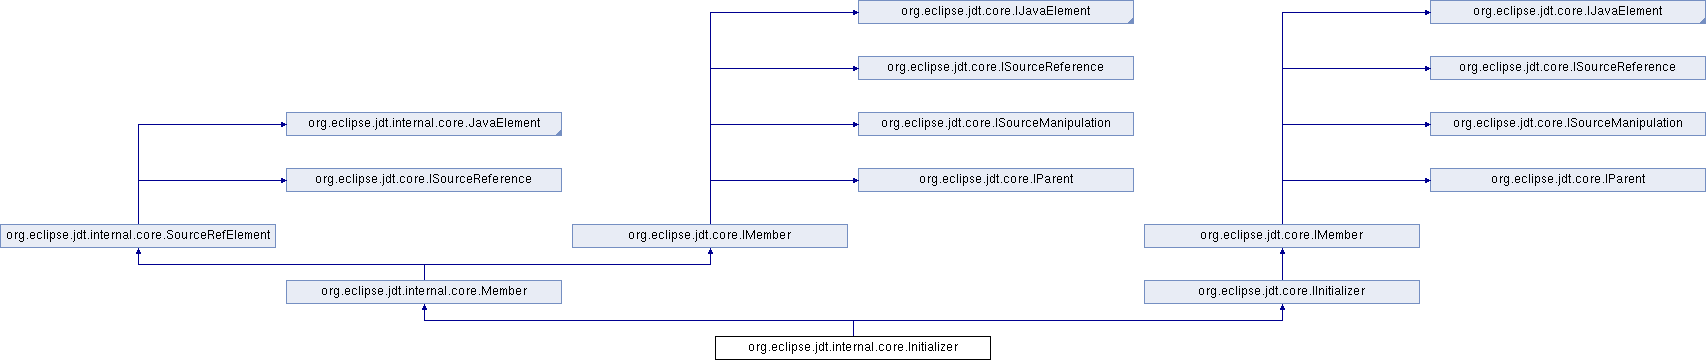 org.eclipse.jdt.core.IJavaElement
org.eclipse.jdt.core.IJavaElement
org.eclipse.jdt.core.ISourceReference
org.eclipse.jdt.core.ISourceReference
org.eclipse.jdt.internal.core.JavaElement
org.eclipse.jdt.core.ISourceManipulation
org.eclipse.jdt.core.ISourceManipulation
org.eclipse.jdt.core.ISourceReference
org.eclipse.jdt.core.IParent
org.eclipse.jdt.core.IParent
org.eclipse.jdt.internal.core.SourceRefElement
org.eclipse.jdt.core.IMember
org.eclipse.jdt.core.IMember
org.eclipse.jdt.internal.core.Member
org.eclipse.jdt.core.IInitializer
org.eclipse.jdt.internal.core.Initializer